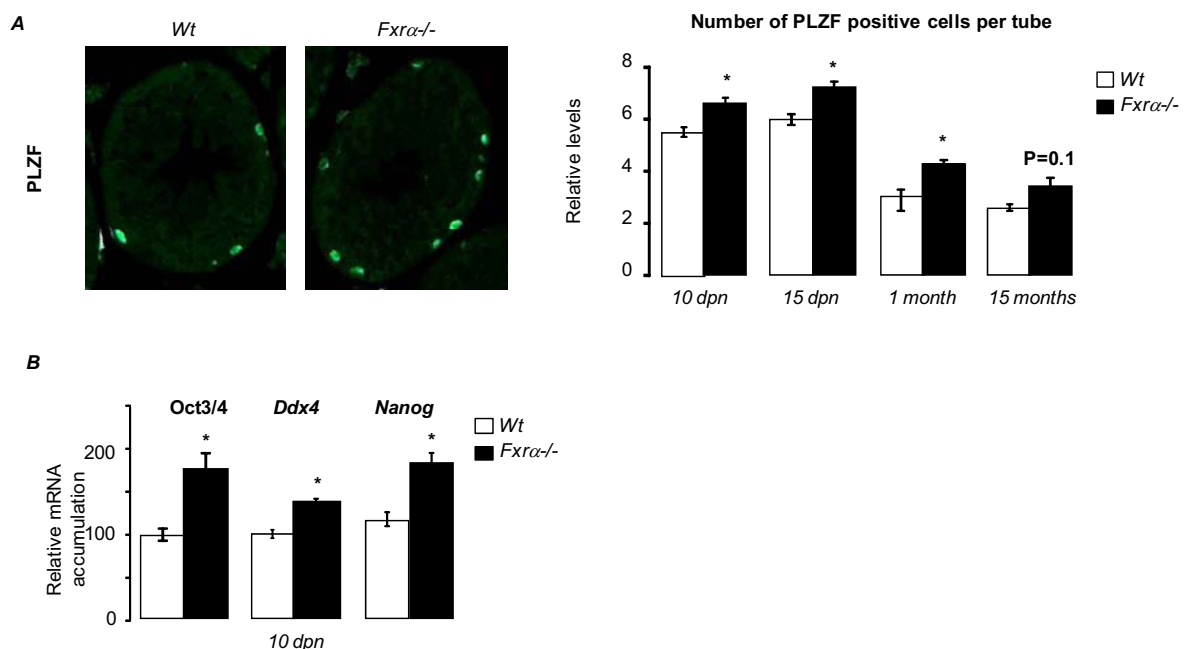 A
Wt
Fxrα-/-
PLZF
Number of PLZF positive cells per tube
Relative levels
8
6
4
2
0
*
*
*
P=0.1
Wt
Fxrα-/-
10 dpn
15 dpn
1 month
15 months
B
Oct3/4
Ddx4
Nanog
Wt
Fxrα-/-
*
*
*
Relative mRNA
accumulation
200
100
0
10 dpn